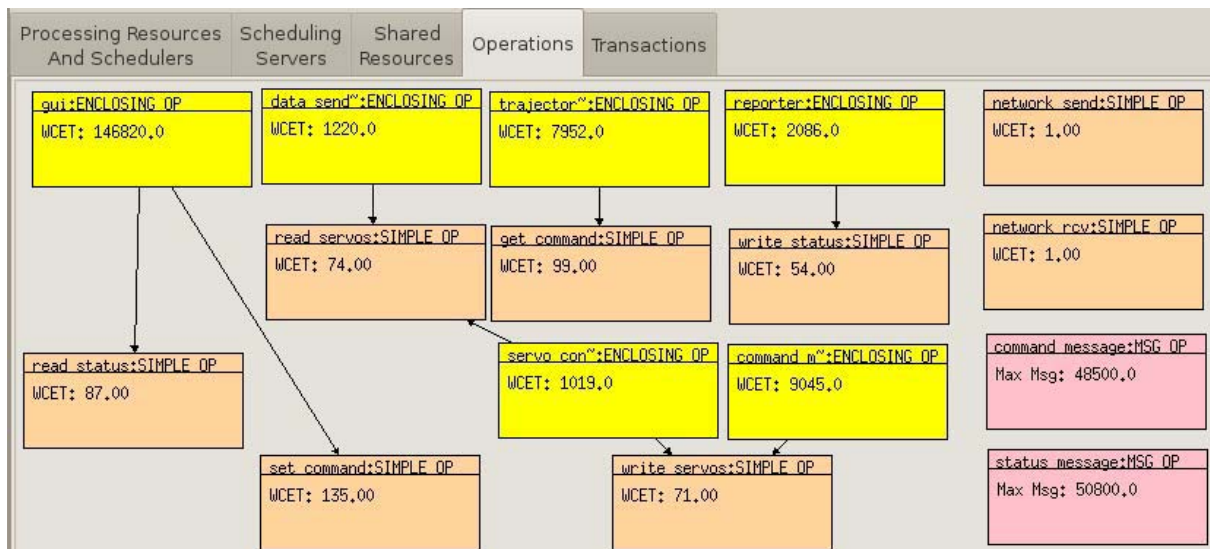 Processing Resources
And Schedulers
Scheduling
Servers
Shared
Resources
Operations
Transactions
gui:ENCLOSING OP
WCET: 146820.0
data send~:ENCLOSING OP
WCET: 1220.0
trajector~:ENCLOSING OP
WCET: 7952.0
reporter:ENCLOSING OP
WCET: 2086.0
network send:SIMPLE OP
WCET: 1.00
read servos:SIMPLE OP
WCET: 74.00
get command:SIMPLE OP
WCET: 99.00
write status:SIMPLE OP
WCET: 54.00
network rcv:SIMPLE OP
WCET: 1.00
read status:SIMPLE OP
WCET: 87.00
servo con~:ENCLOSING OP
WCET: 1019.0
command m~:ENCLOSING OP
WCET: 9045.0
command message:MSG OP
Max Msg: 48500.0
set command:SIMPLE OP
WCET: 135.00
write servos:SIMPLE OP
WCET: 71.00
status message:MSG OP
Max Msg: 50800.0